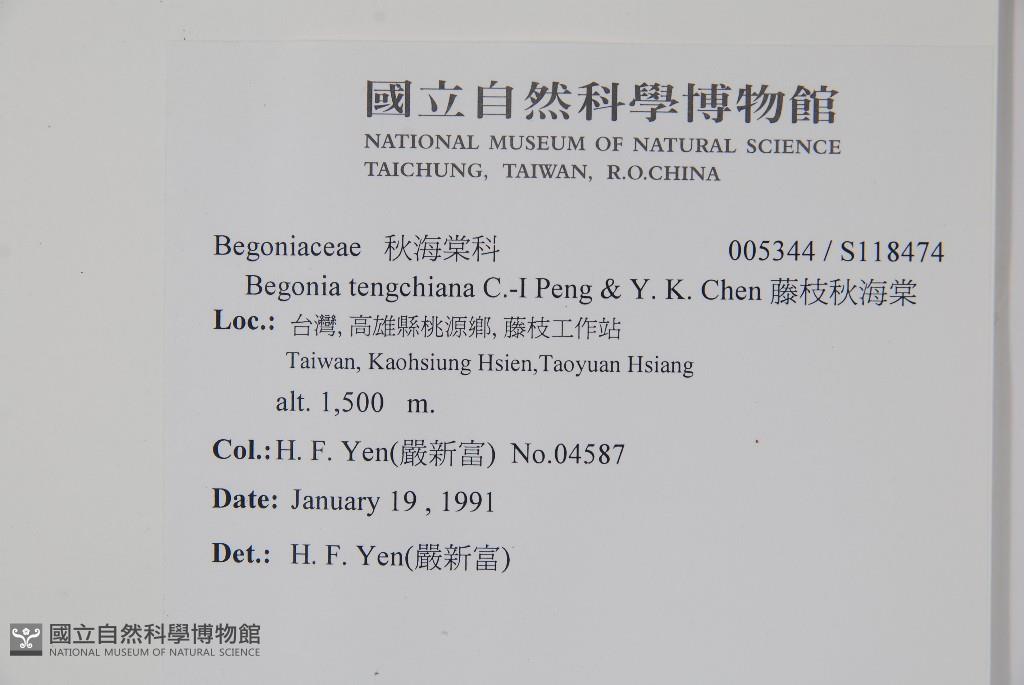 國立自然科學博物館
NATIONAL MUSEUM OF NATURAL SCIENCE
TAICHUNG, TAIWAN, R.O.CHINA
Begoniaceae 秋海棠科 005344 / S118474
Begonia tengchiana C.-I Peng & Y. K. Chen 藤枝秋海棠
Loc.: 台灣, 高雄縣桃源鄉, 藤枝工作站
Taiwan, Kaohsiung Hsien,Taoyuan Hsiang
alt. 1,500 m.
Col.: H. F. Yen(嚴新富) No.04587
Date: January 19 , 1991
Det.: H. F. Yen(嚴新富)
國立自然科學博物館
NATIONAL MUSEUM OF NATURAL SCIENCE